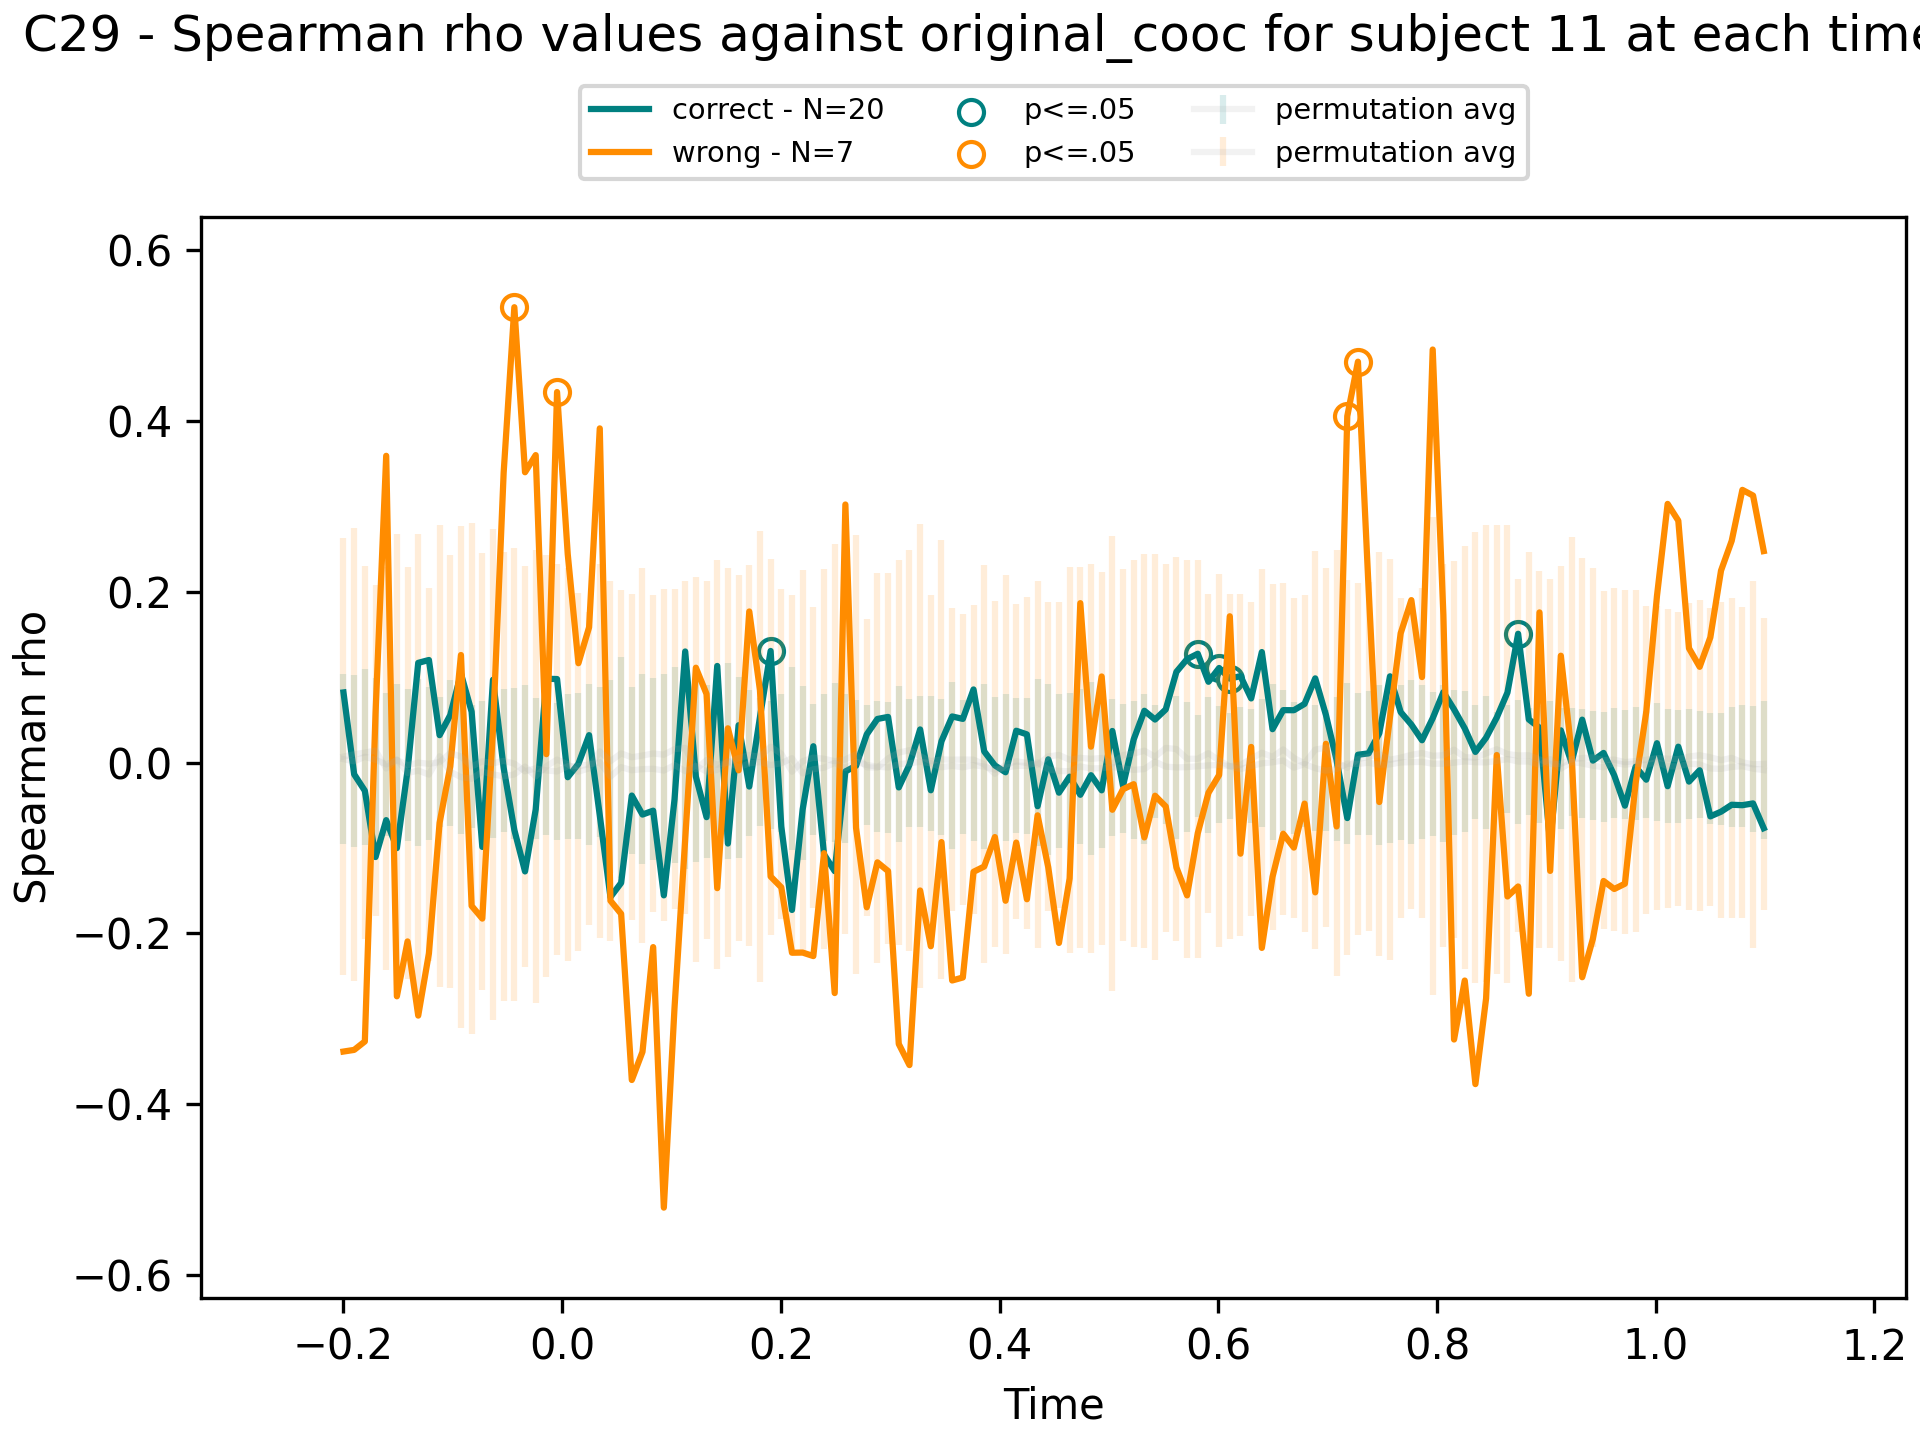 C29 - Spearman rho values against original_cooc for subject 11 at each time
correct - N=20
wrong - N=7
p<=.05
p<=.05
permutation avg
permutation avg
Spearman rho
0.6
0.4
0.2
0.0
−0.2
−0.4
−0.6
−0.2 0.0 0.2 0.4 0.6 0.8 1.0 1.2
Time